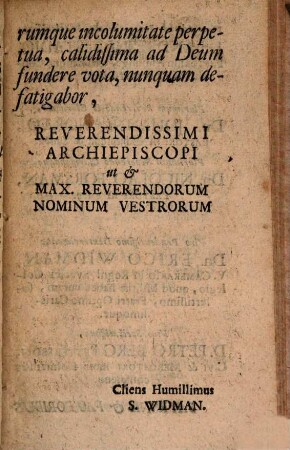 rumque incolumitate perpe-
tua, calidiſſima ad Deum
fundere vota, nunquam de-
fatigabor,
REVERENDISSIMI
ARCHIEPISCOPI
ut &
MAX. REVERENDORUM
NOMINUM VESTRORUM
Cliens Humillimus
S. WIDMAN.